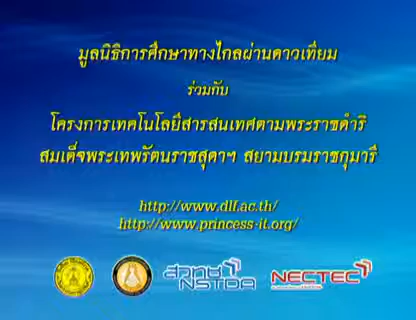 มูลนิธิการศึกษาทางไกลผ่านดาวเทียม
ร่วมกับ
โครงการเทคโนโลยีสารสนเทศตามพระราชดำริ
สมเด็จพระเทพรัตนราชสุดาฯ สยามบรมราชกุมารี
http://www.dlf.ac.th/
http://www.princess-it.org/
สวทช NECTEC
NSTDA